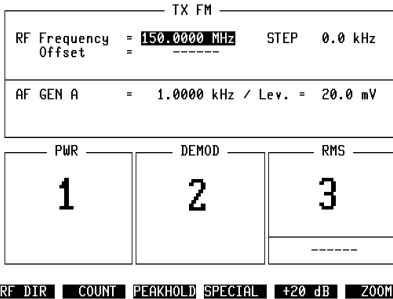 TX FM
RF Frequency = 150.0000 MHz STEP 0.0 kHz
Offset = ------
AF GEN A = 1.0000 kHz / Lev. = 20.0 mV
PWR DEMOD RMS
1 2 3
------
RF DIR COUNT PEAKHOLD SPECIAL +20 dB ZOOM